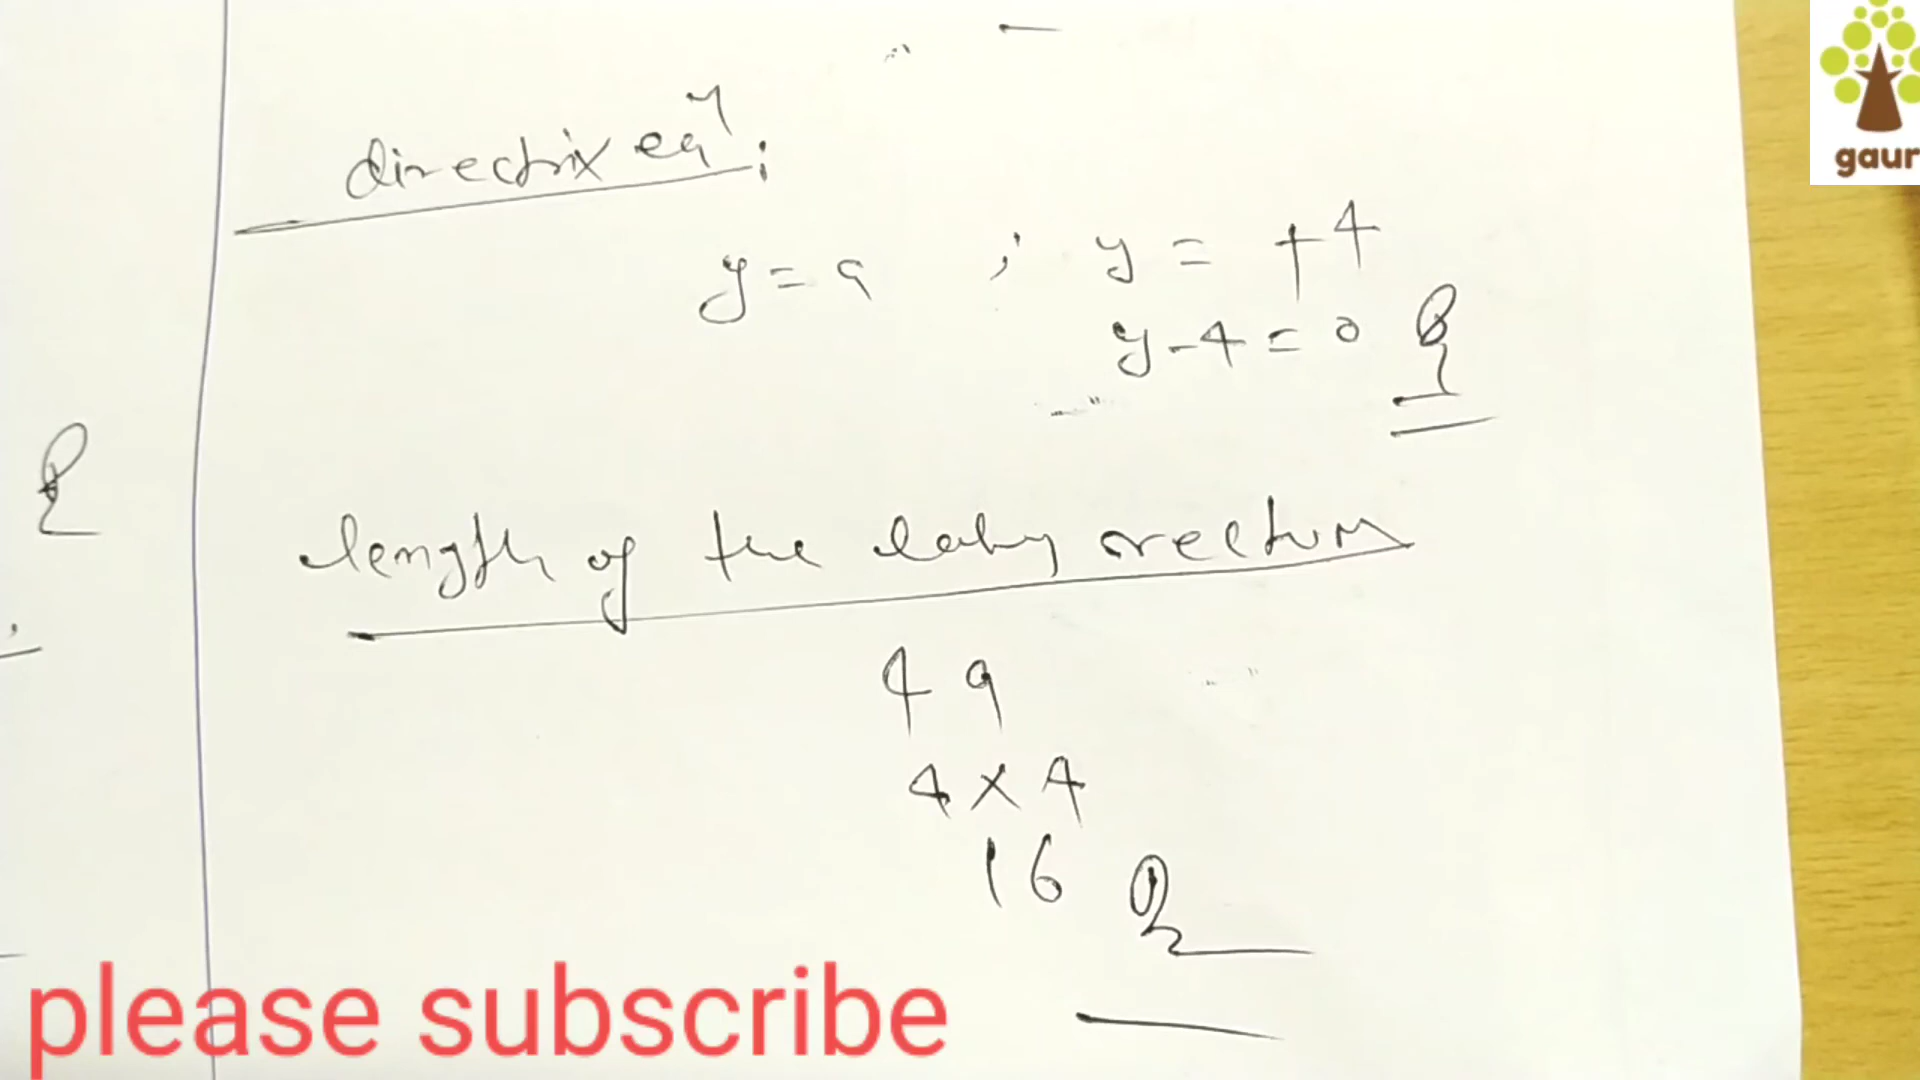 directrix eqn:
y = a ; y = +4
y - 4 = 0
length of the latus rectum
4a
4 × 4
16
please subscribe
gaur